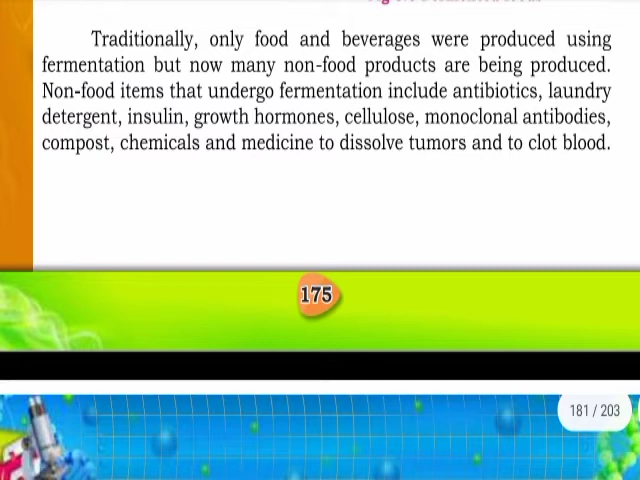 Traditionally, only food and beverages were produced using
fermentation but now many non-food products are being produced.
Non-food items that undergo fermentation include antibiotics, laundry
detergent, insulin, growth hormones, cellulose, monoclonal antibodies,
compost, chemicals and medicine to dissolve tumors and to clot blood.
175
181 / 203